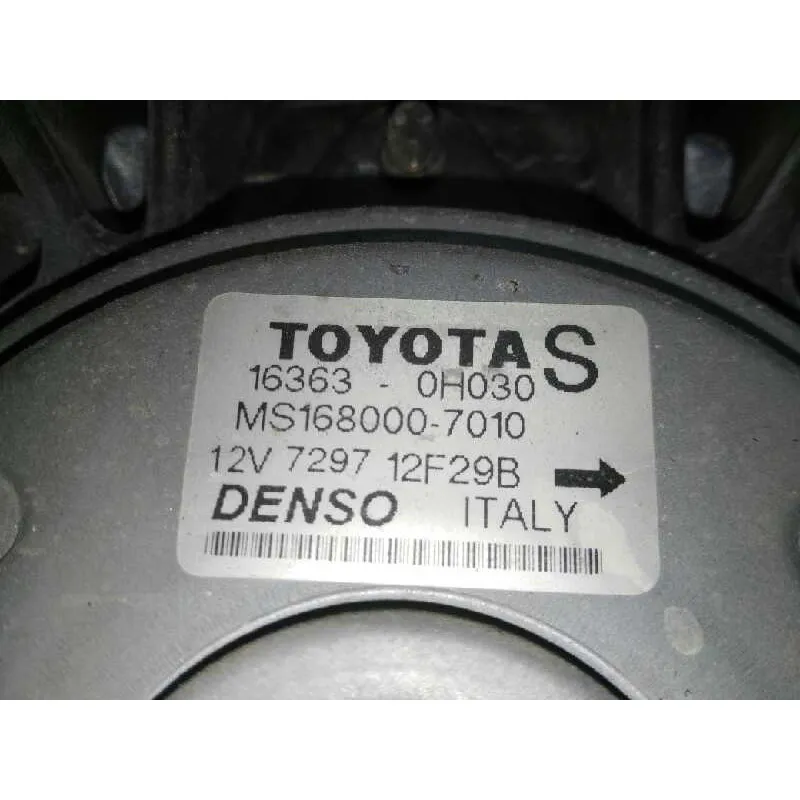 TOYOTA S
16363 - 0H030
MS168000-7010
12V 7297 12F29B
DENSO ITALY